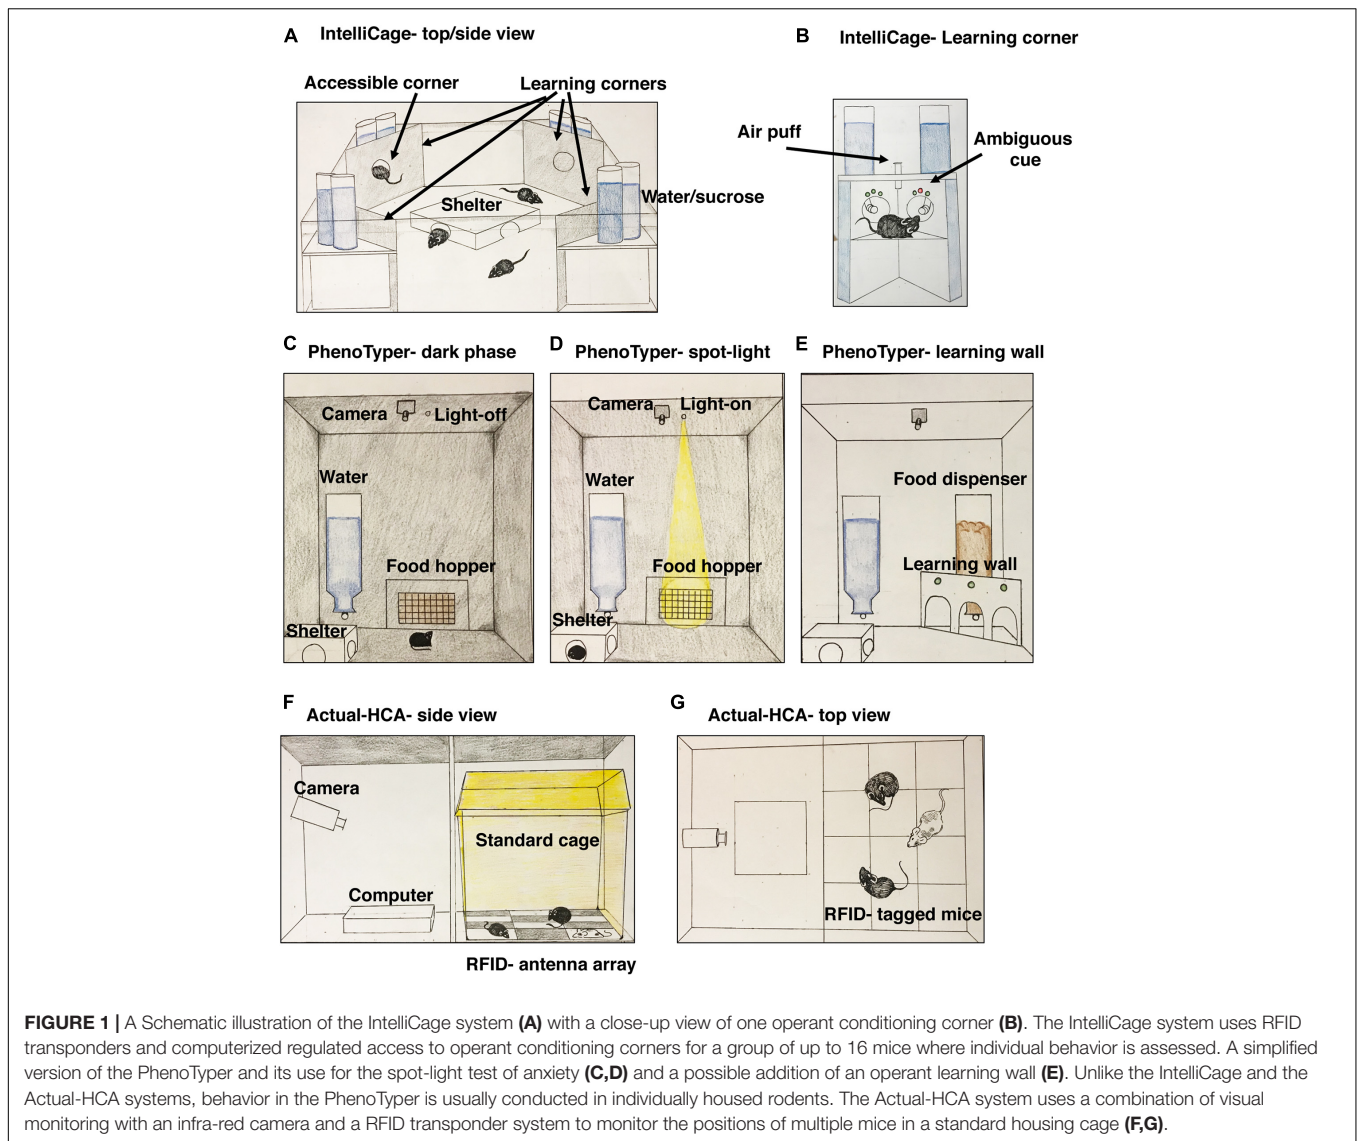 A IntelliCage- top/side view
B IntelliCage- Learning corner
Accessible corner
Learning corners
Shelter
Water/sucrose
Air puff
Ambiguous
cue
C PhenoTyper- dark phase
D PhenoTyper- spot-light
E PhenoTyper- learning wall
Camera
Light-off
Water
Food hopper
Shelter
Camera
Light-on
Water
Food hopper
Shelter
Food dispenser
Learning wall
F Actual-HCA- side view
G Actual-HCA- top view
Camera
Standard cage
Computer
RFID- antenna array
RFID- tagged mice
FIGURE 1 | A Schematic illustration of the IntelliCage system (A) with a close-up view of one operant conditioning corner (B). The IntelliCage system uses RFID
transponders and computerized regulated access to operant conditioning corners for a group of up to 16 mice where individual behavior is assessed. A simplified
version of the PhenoTyper and its use for the spot-light test of anxiety (C,D) and a possible addition of an operant learning wall (E). Unlike the IntelliCage and the
Actual-HCA systems, behavior in the PhenoTyper is usually conducted in individually housed rodents. The Actual-HCA system uses a combination of visual
monitoring with an infra-red camera and a RFID transponder system to monitor the positions of multiple mice in a standard housing cage (F,G).